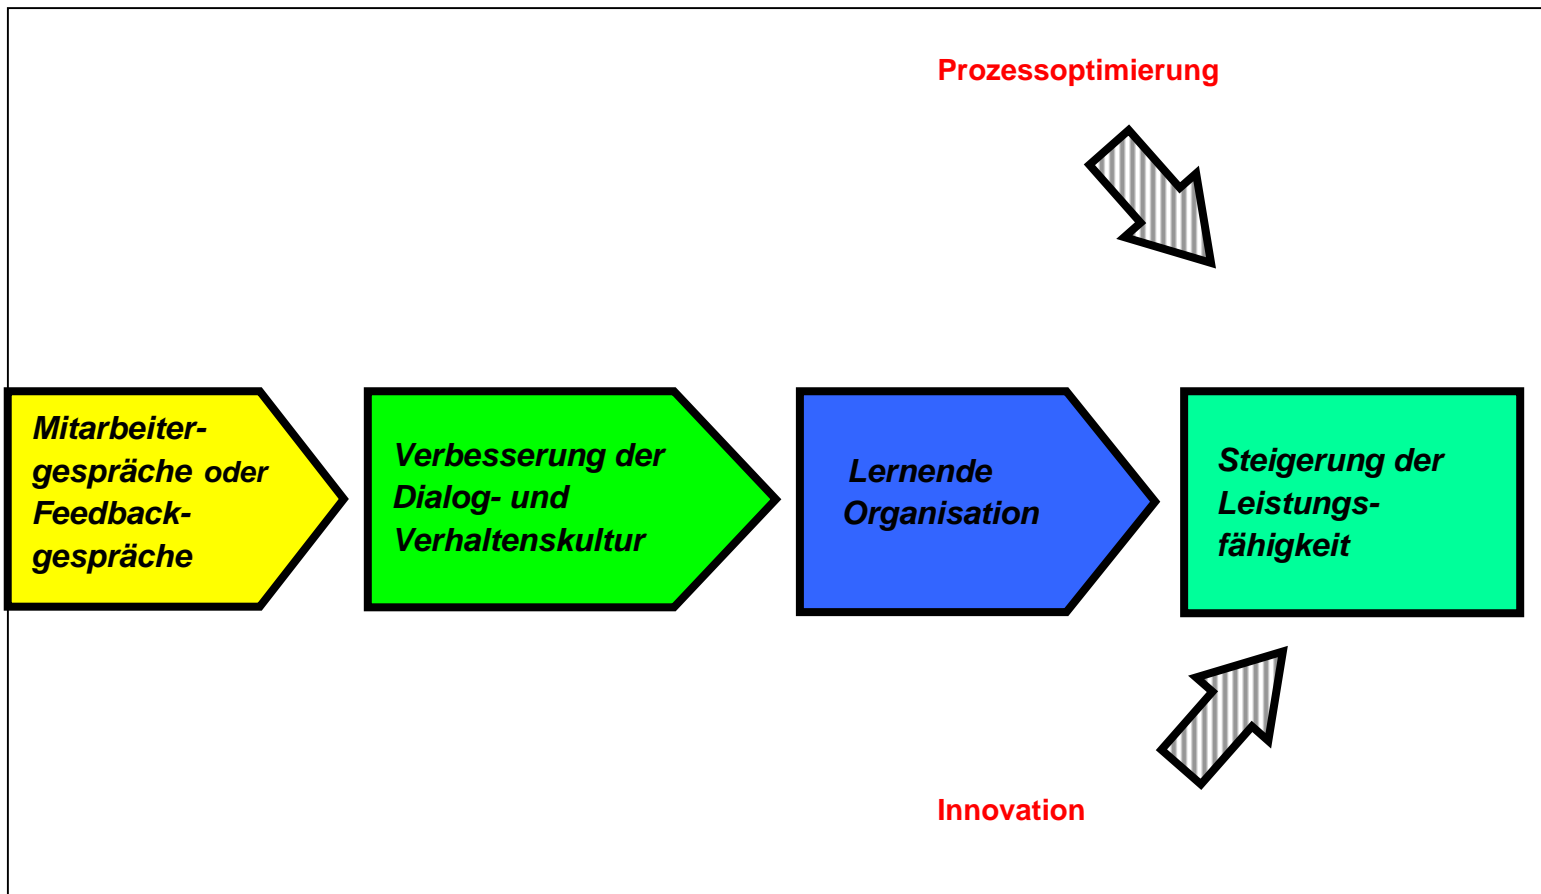 Prozessoptimierung
Mitarbeiter-
gespräche oder
Feedback-
gespräche
Verbesserung der
Dialog- und
Verhaltenskultur
Lernende
Organisation
Steigerung der
Leistungs-
fähigkeit
Innovation